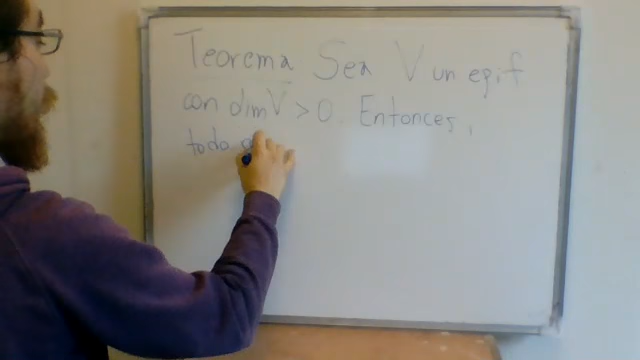 Teorema Sea V un epif
con dim V > 0. Entonces,
todo